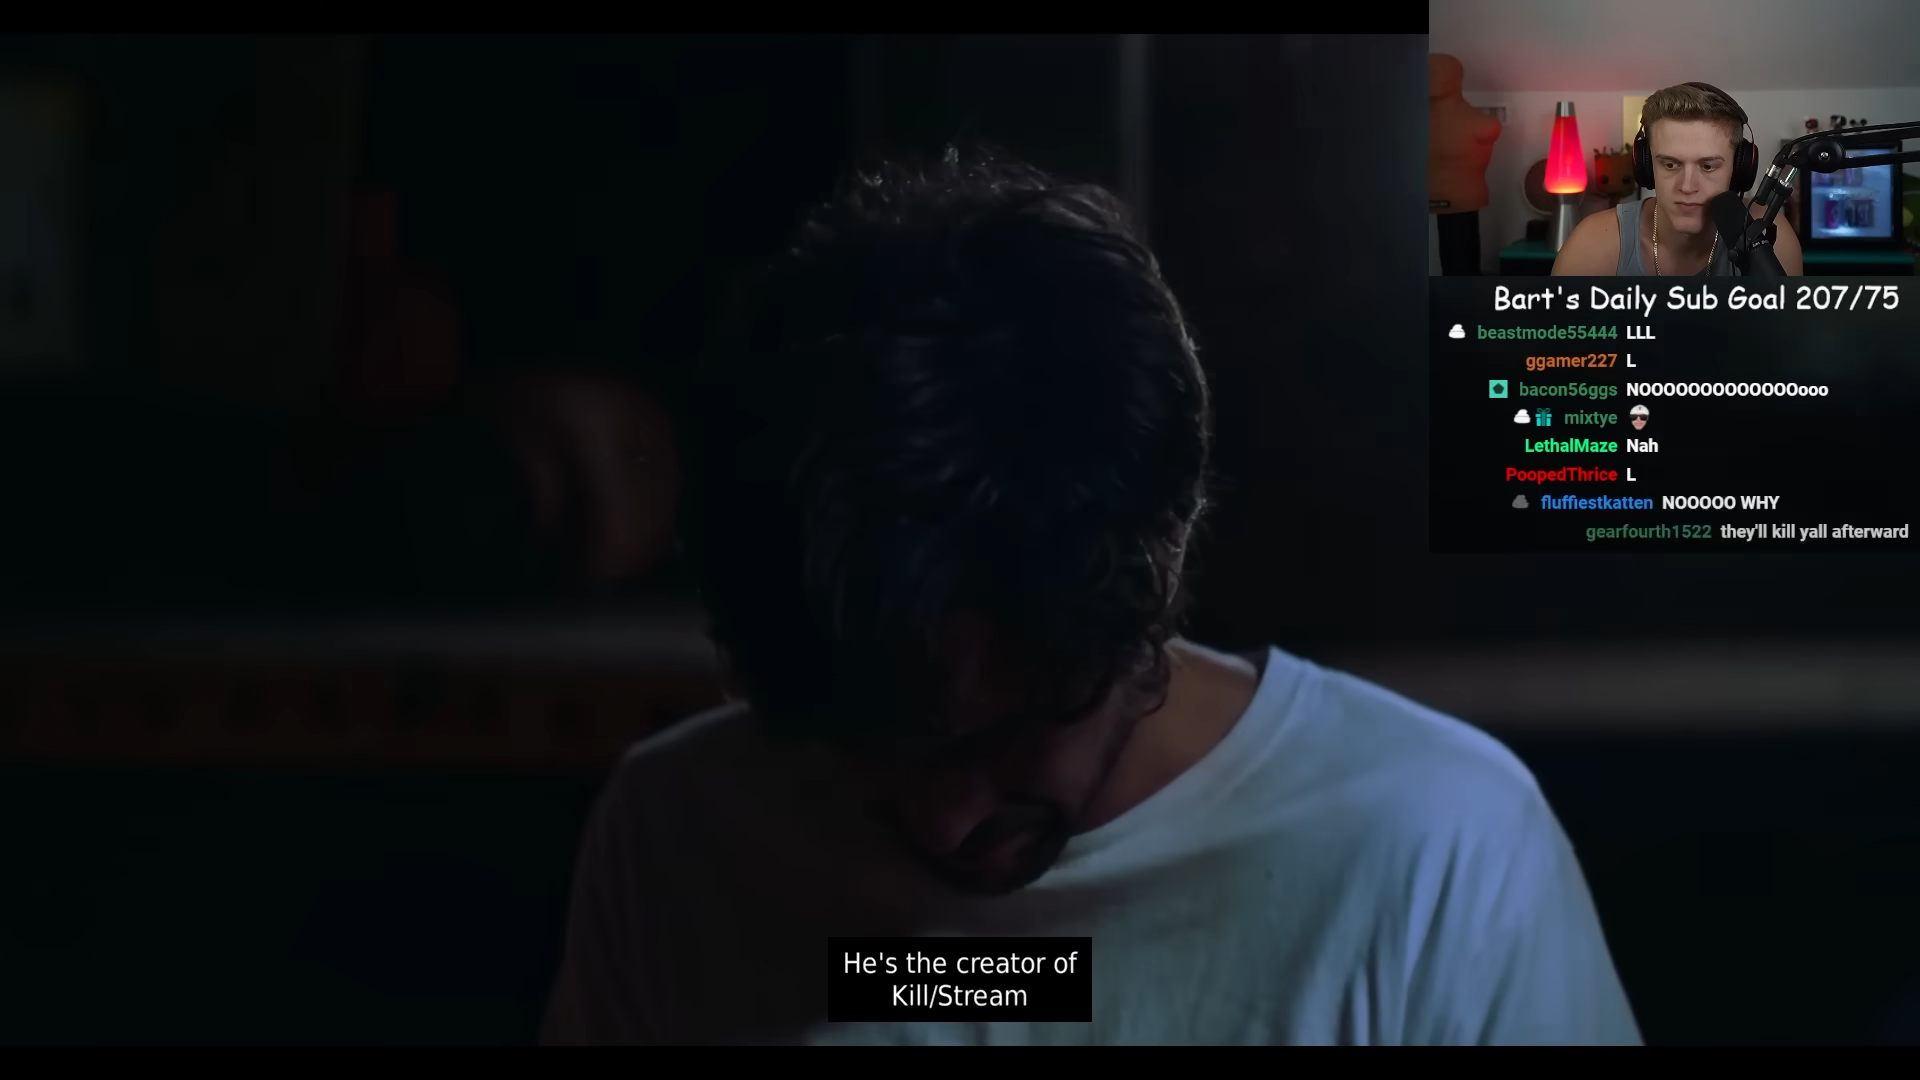 Bart's Daily Sub Goal 207/75
beastmode55444 LLL
ggamer227 L
bacon56ggs NOOOOOOOOOOOOOooo
mixtye
LethalMaze Nah
PoopedThrice L
fluffiestkatten NOOOOO WHY
gearfourth1522 they'll kill yall afterward
He's the creator of
Kill/Stream